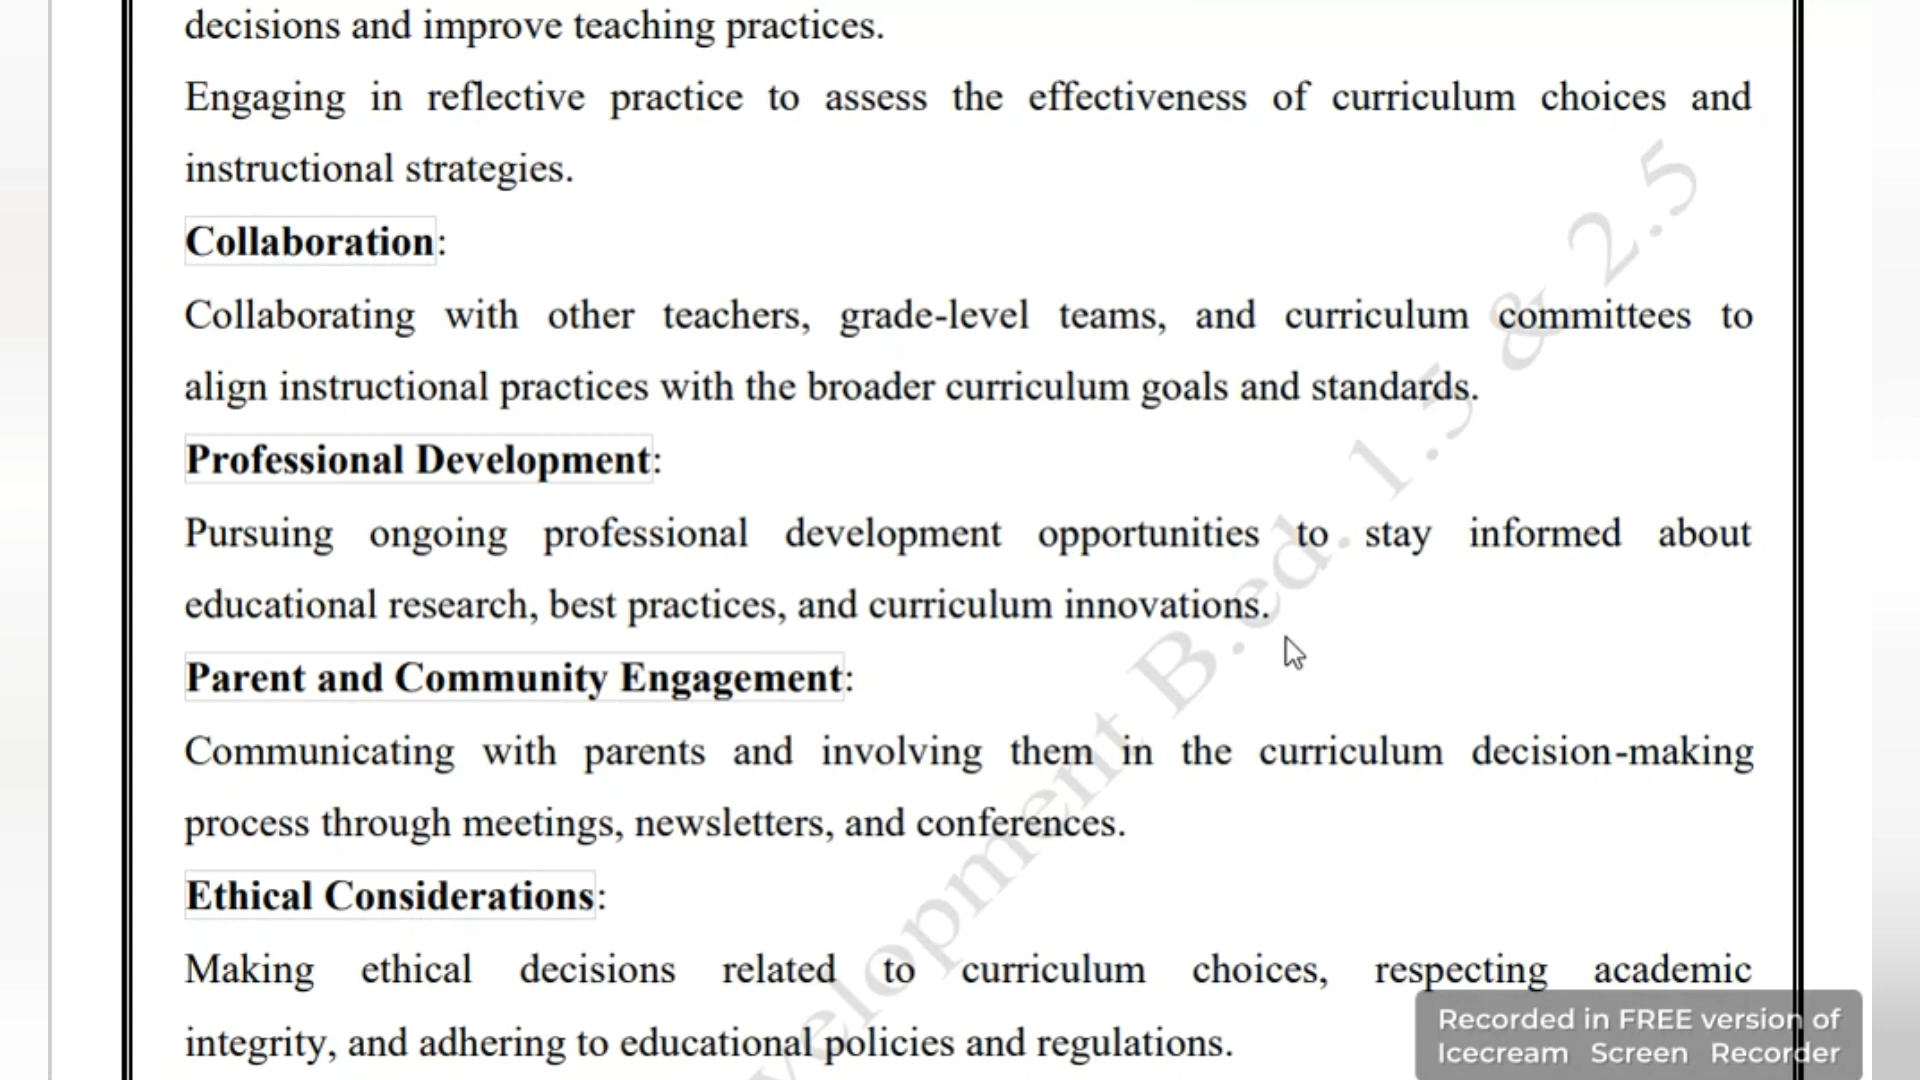 decisions and improve teaching practices.
Engaging in reflective practice to assess the effectiveness of curriculum choices and
instructional strategies.
Collaboration:
Collaborating with other teachers, grade-level teams, and curriculum committees to
align instructional practices with the broader curriculum goals and standards.
Professional Development:
Pursuing ongoing professional development opportunities to stay informed about
educational research, best practices, and curriculum innovations.
Parent and Community Engagement:
Communicating with parents and involving them in the curriculum decision-making
process through meetings, newsletters, and conferences.
Ethical Considerations:
Making ethical decisions related to curriculum choices, respecting academic
integrity, and adhering to educational policies and regulations.
velopment B.ed. 1.5 & 2.5
Recorded in FREE version of
Icecream Screen Recorder